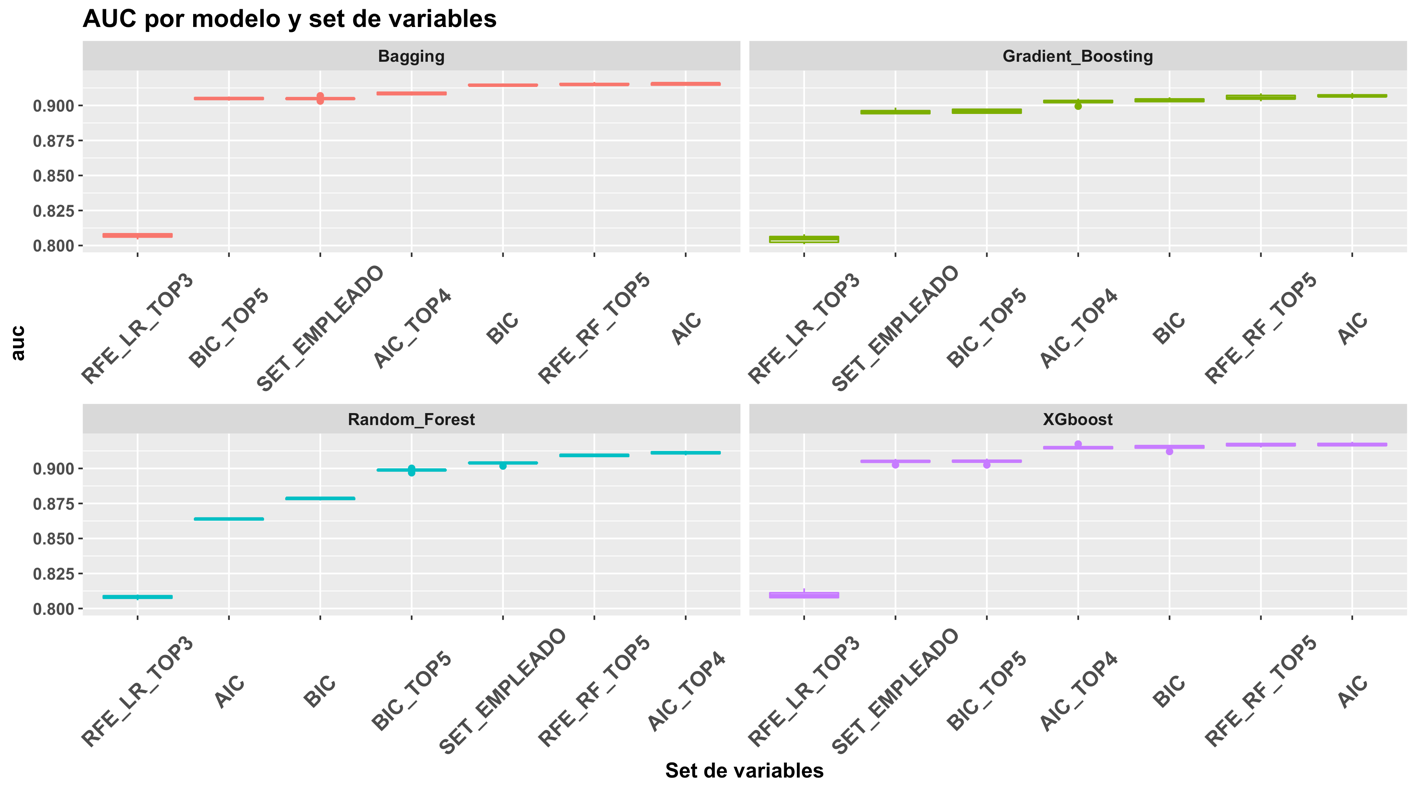 AUC por modelo y set de variables
Bagging
Gradient_Boosting
0.900
0.875
0.850
0.825
0.800
RFE_LR_TOP3
BIC_TOP5
SET_EMPLEADO
AIC_TOP4
BIC
RFE_RF_TOP5
AIC
RFE_LR_TOP3
SET_EMPLEADO
BIC_TOP5
AIC_TOP4
BIC
RFE_RF_TOP5
AIC
auc
Random_Forest
XGboost
0.900
0.875
0.850
0.825
0.800
RFE_LR_TOP3
AIC
BIC
BIC_TOP5
SET_EMPLEADO
RFE_RF_TOP5
AIC_TOP4
RFE_LR_TOP3
SET_EMPLEADO
BIC_TOP5
AIC_TOP4
BIC
RFE_RF_TOP5
AIC
Set de variables